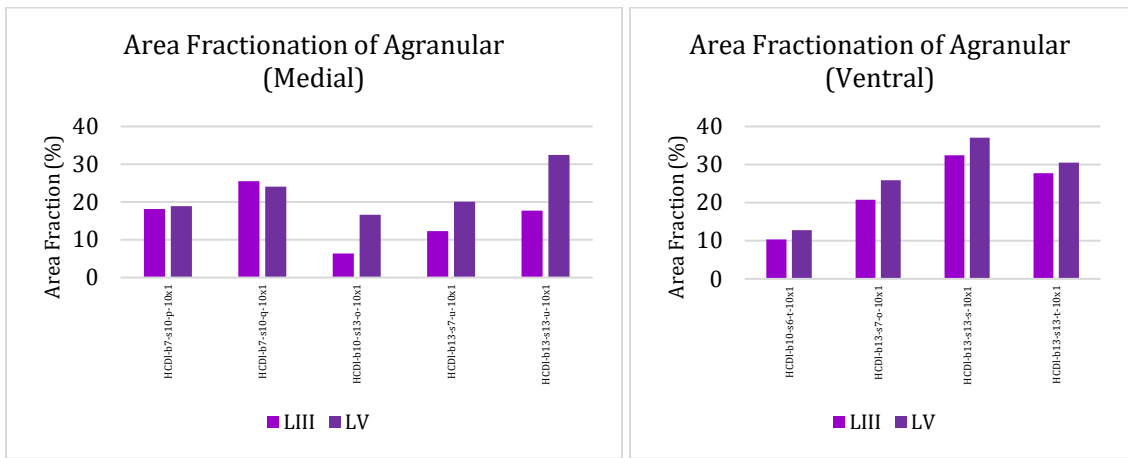 Area Fractionation of Agranular
(Medial)
Area Fraction (%)
40
30
20
10
0
HCDI-b7-s10-p-10x1
HCDI-b7-s10-q-10x1
HCDI-b10-s13-o-10x1
HCDI-b13-s7-u-10x1
HCDI-b13-s13-u-10x1
LIII LV
Area Fractionation of Agranular
(Ventral)
Area Fraction (%)
40
30
20
10
0
HCDI-b10-s6-t-10x1
HCDI-b13-s7-o-10x1
HCDI-b13-s13-s-10x1
HCDI-b13-s13-t-10x1
LIII LV